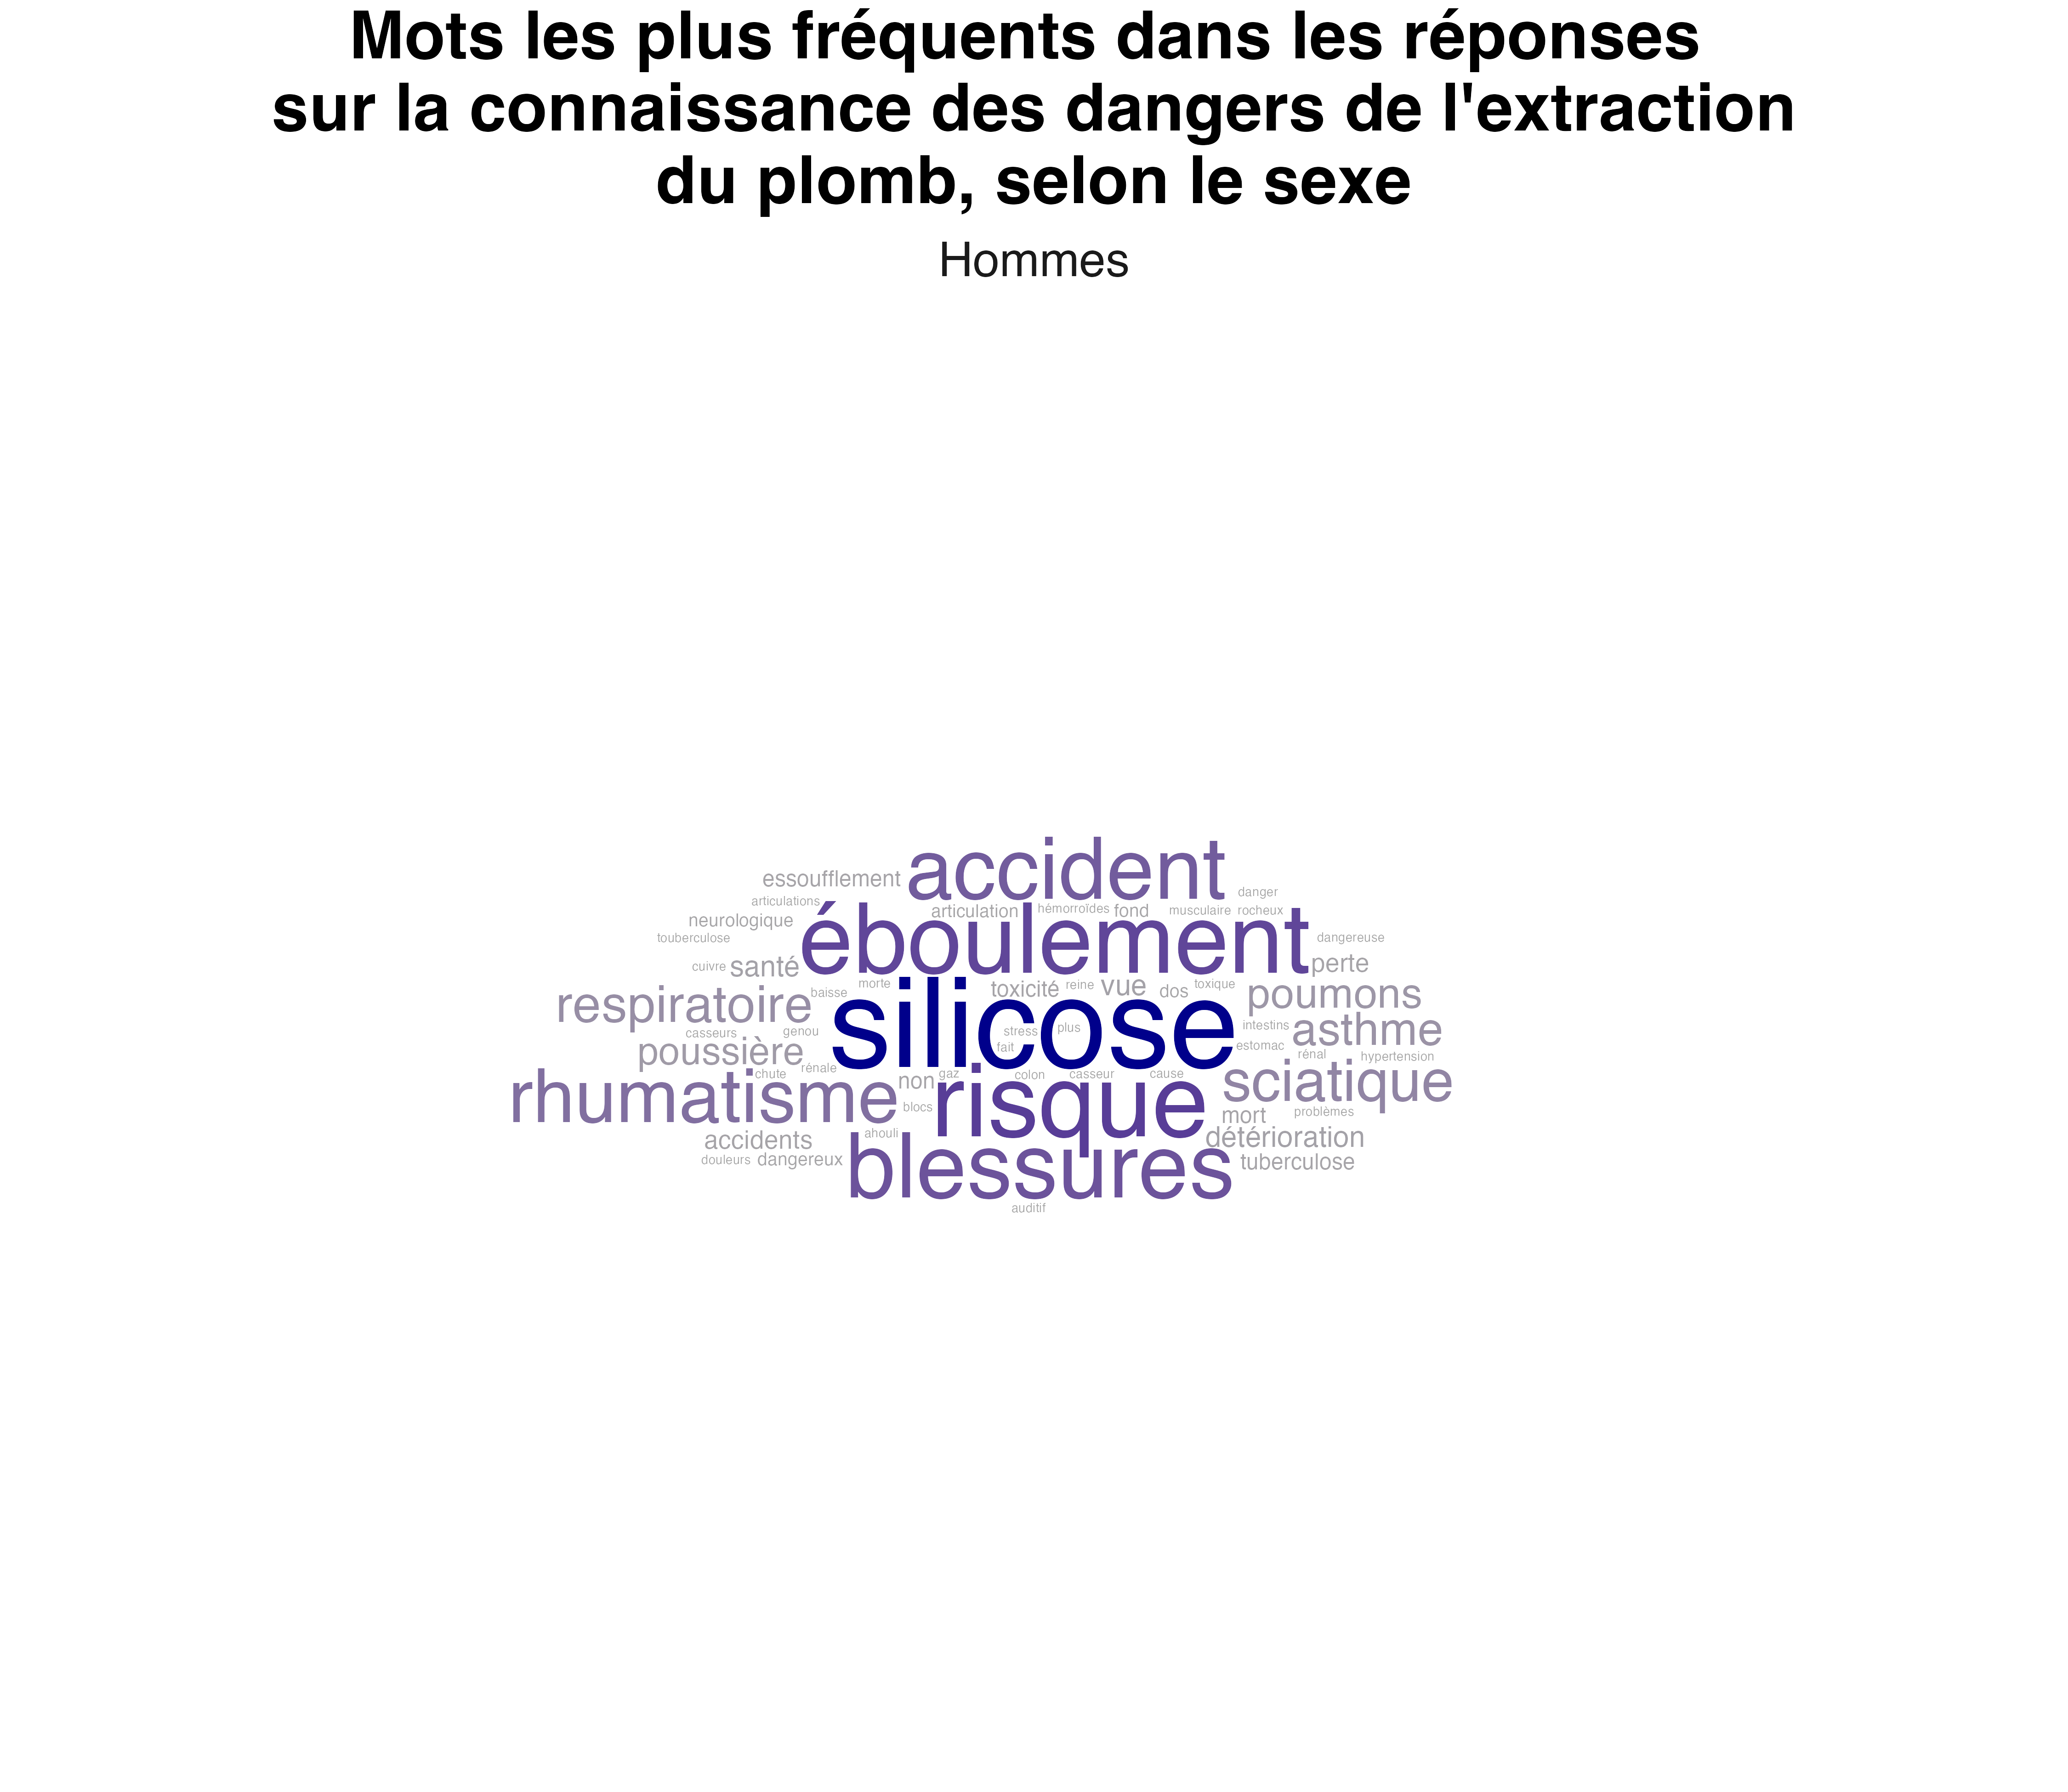 Mots les plus fréquents dans les réponses
sur la connaissance des dangers de l'extraction
du plomb, selon le sexe
Hommes
accident
essoufflement
danger
articulations
articulation
hémorroïdes
fond
musculaire
rocheux
neurologique
touberculose
éboulement
dangereuse
cuivre
santé
perte
morte
toxicité
reine
vue
dos
toxique
respiratoire
baisse
poumons
silicose
casseurs
genou
stress
plus
intestins
asthme
poussière
fait
estomac
rénal
hypertension
chute
rénale
non
gaz
colon
casseur
cause
sciatique
rhumatisme
blocs
risque
mort
problèmes
accidents
ahouli
détérioration
douleurs
dangereux
blessures
tuberculose
auditif